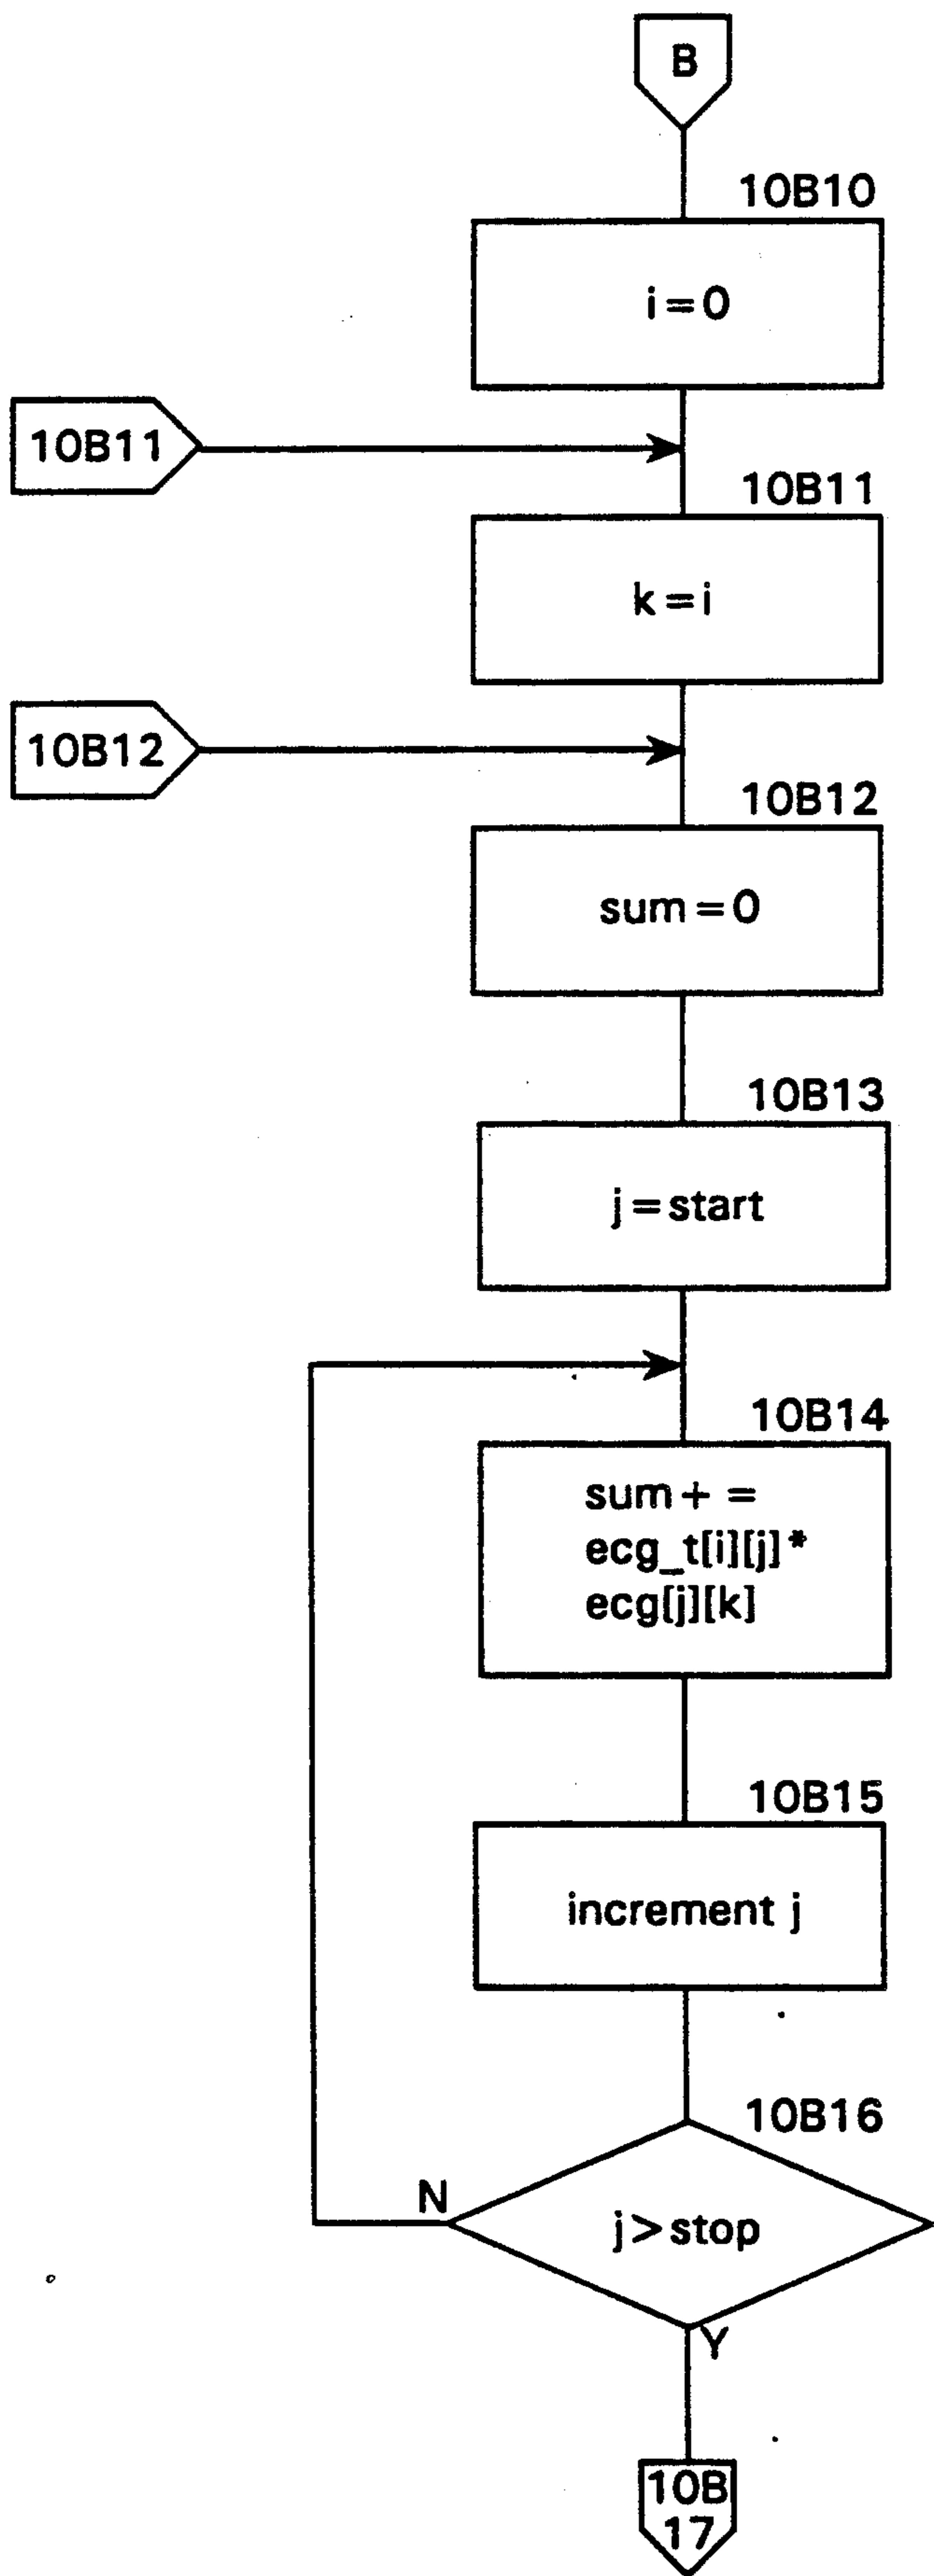 B
10B10
i=0
10B11
10B11
k=i
10B12
10B12
sum=0
10B13
j=start
10B14
sum+=
ecg_t[i][j]*
ecg[j][k]
10B15
increment j
10B16
N
j>stop
Y
10B
17